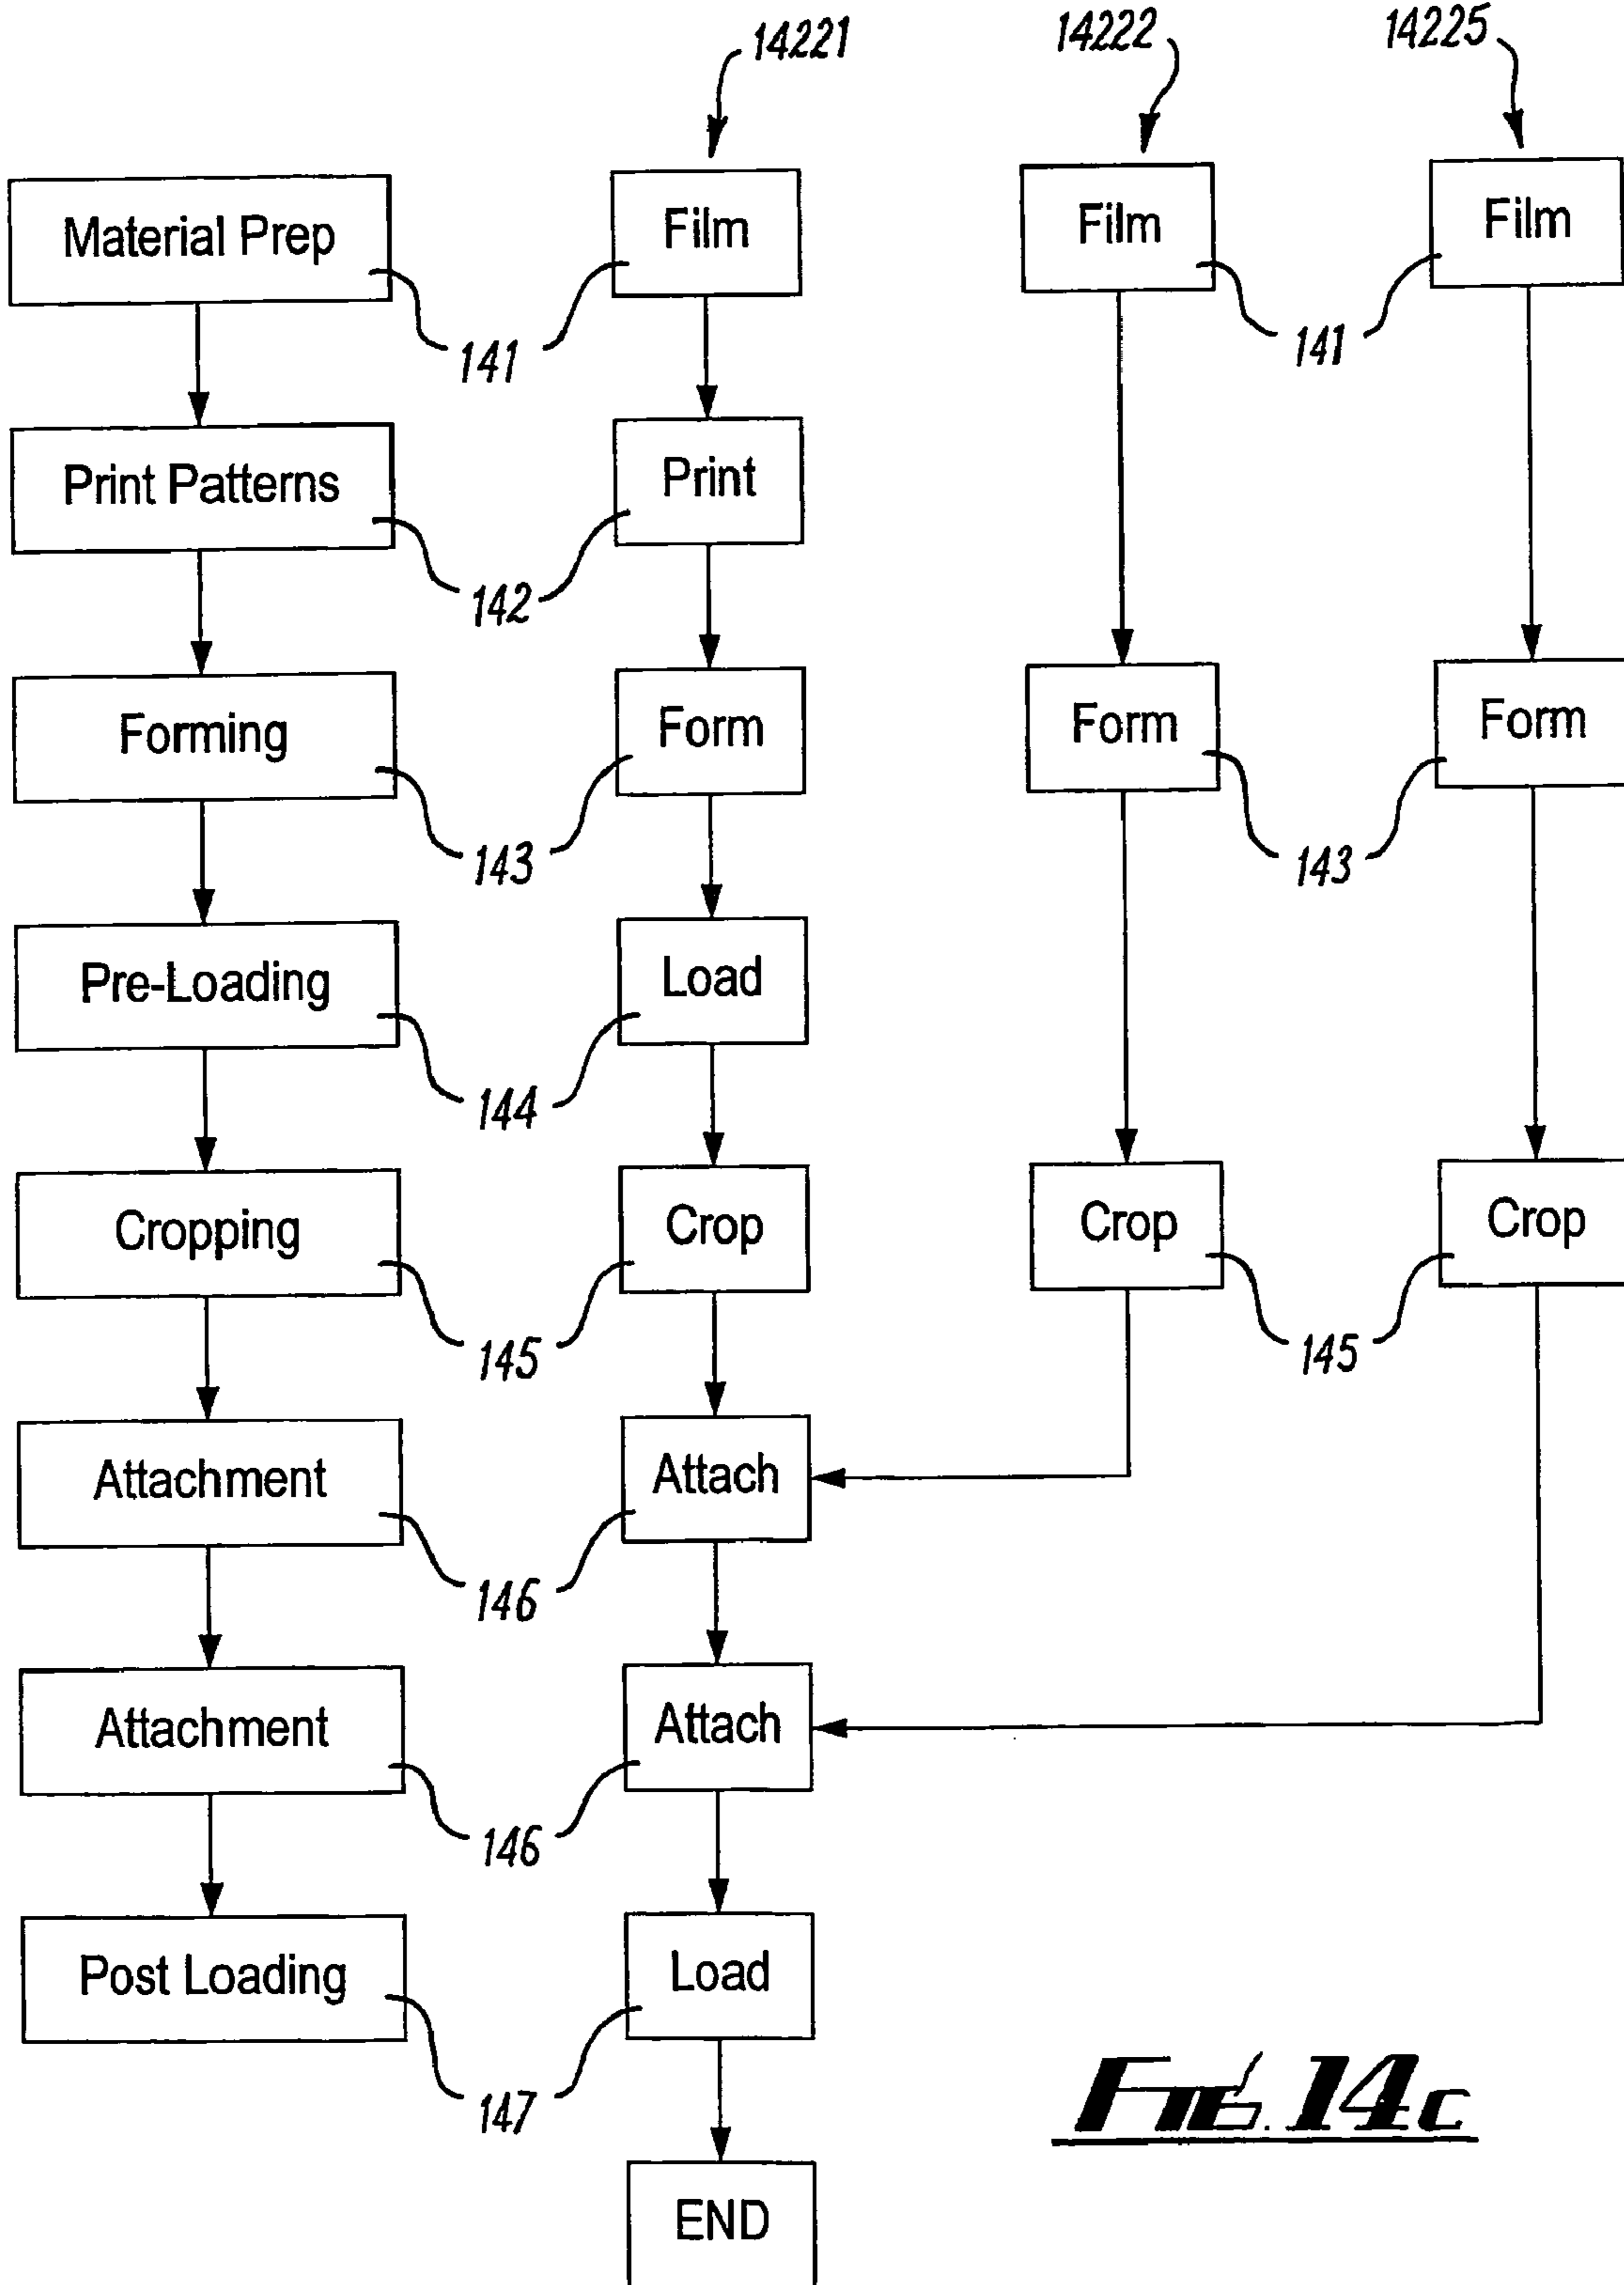 14221 14222 14225
Material Prep Film Film Film
141 141
Print Patterns Print
142
Forming Form Form Form
143 143
Pre-Loading Load
144
Cropping Crop Crop Crop
145 145
Attachment Attach
146
Attachment Attach
146
Post Loading Load
147
END
FIG. 14c